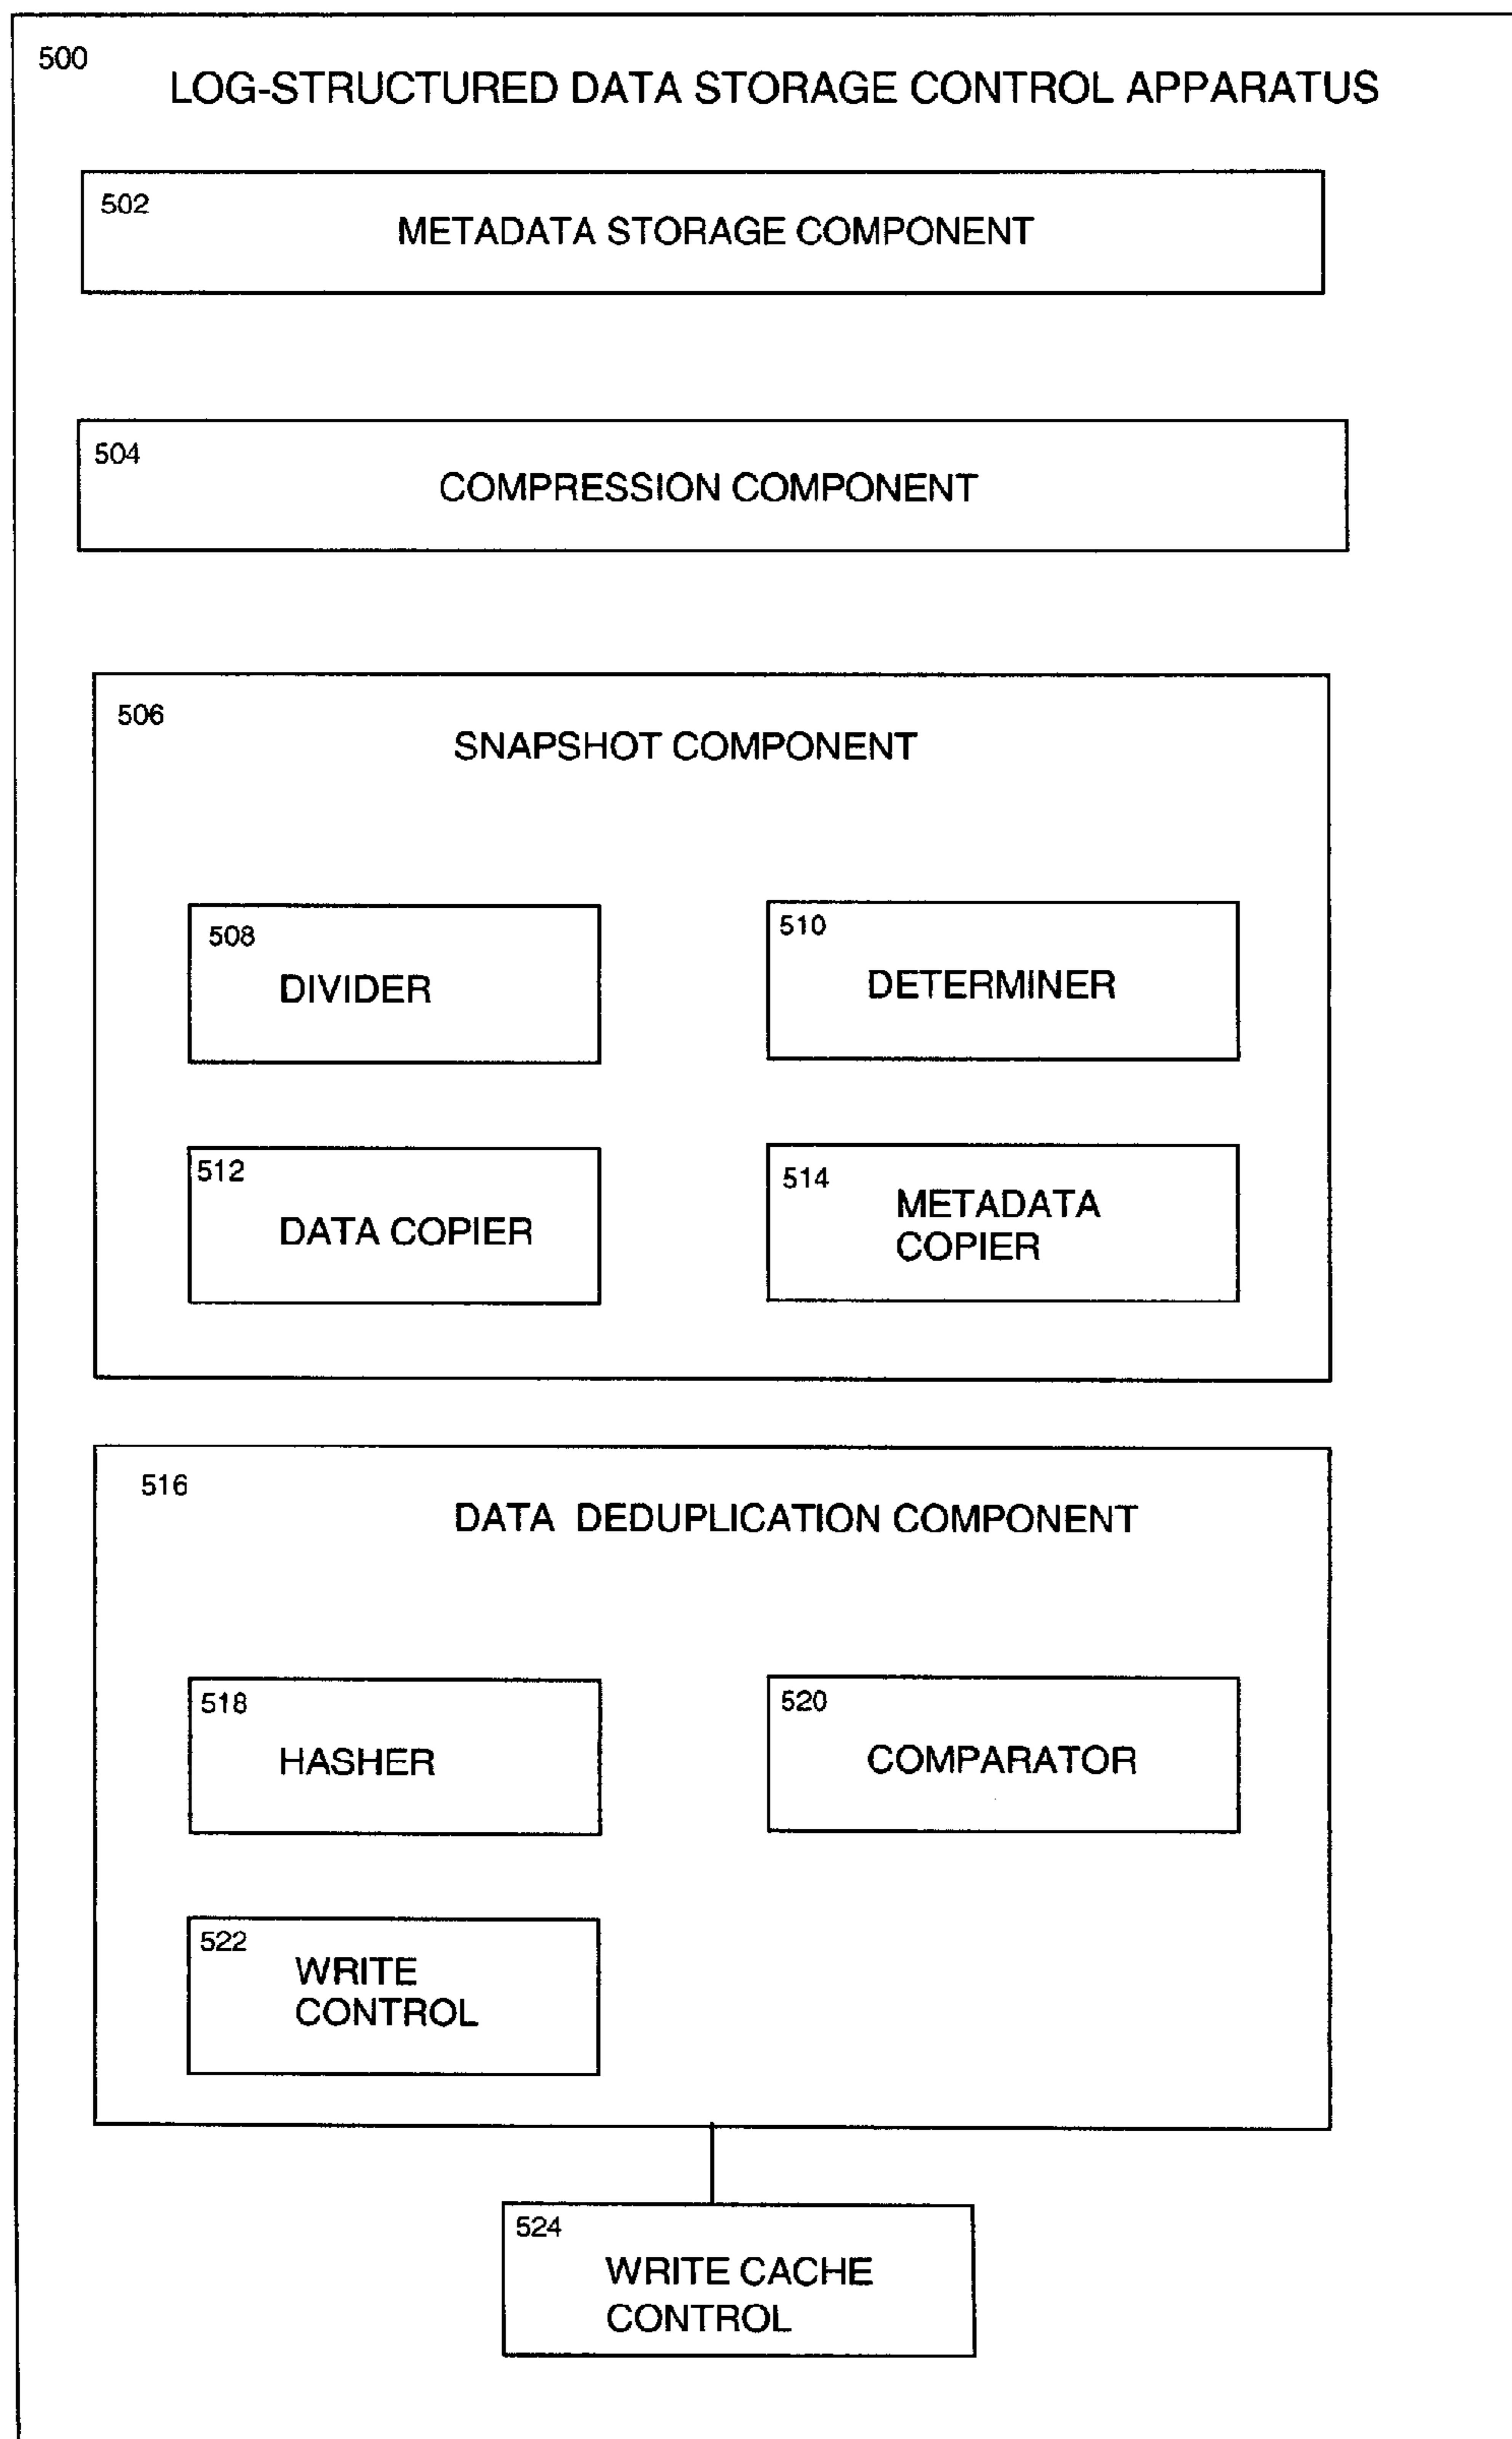 500
LOG-STRUCTURED DATA STORAGE CONTROL APPARATUS
502
METADATA STORAGE COMPONENT
504
COMPRESSION COMPONENT
506
SNAPSHOT COMPONENT
508
DIVIDER
510
DETERMINER
512
DATA COPIER
514
METADATA
COPIER
516
DATA DEDUPLICATION COMPONENT
518
HASHER
520
COMPARATOR
522
WRITE
CONTROL
524
WRITE CACHE
CONTROL